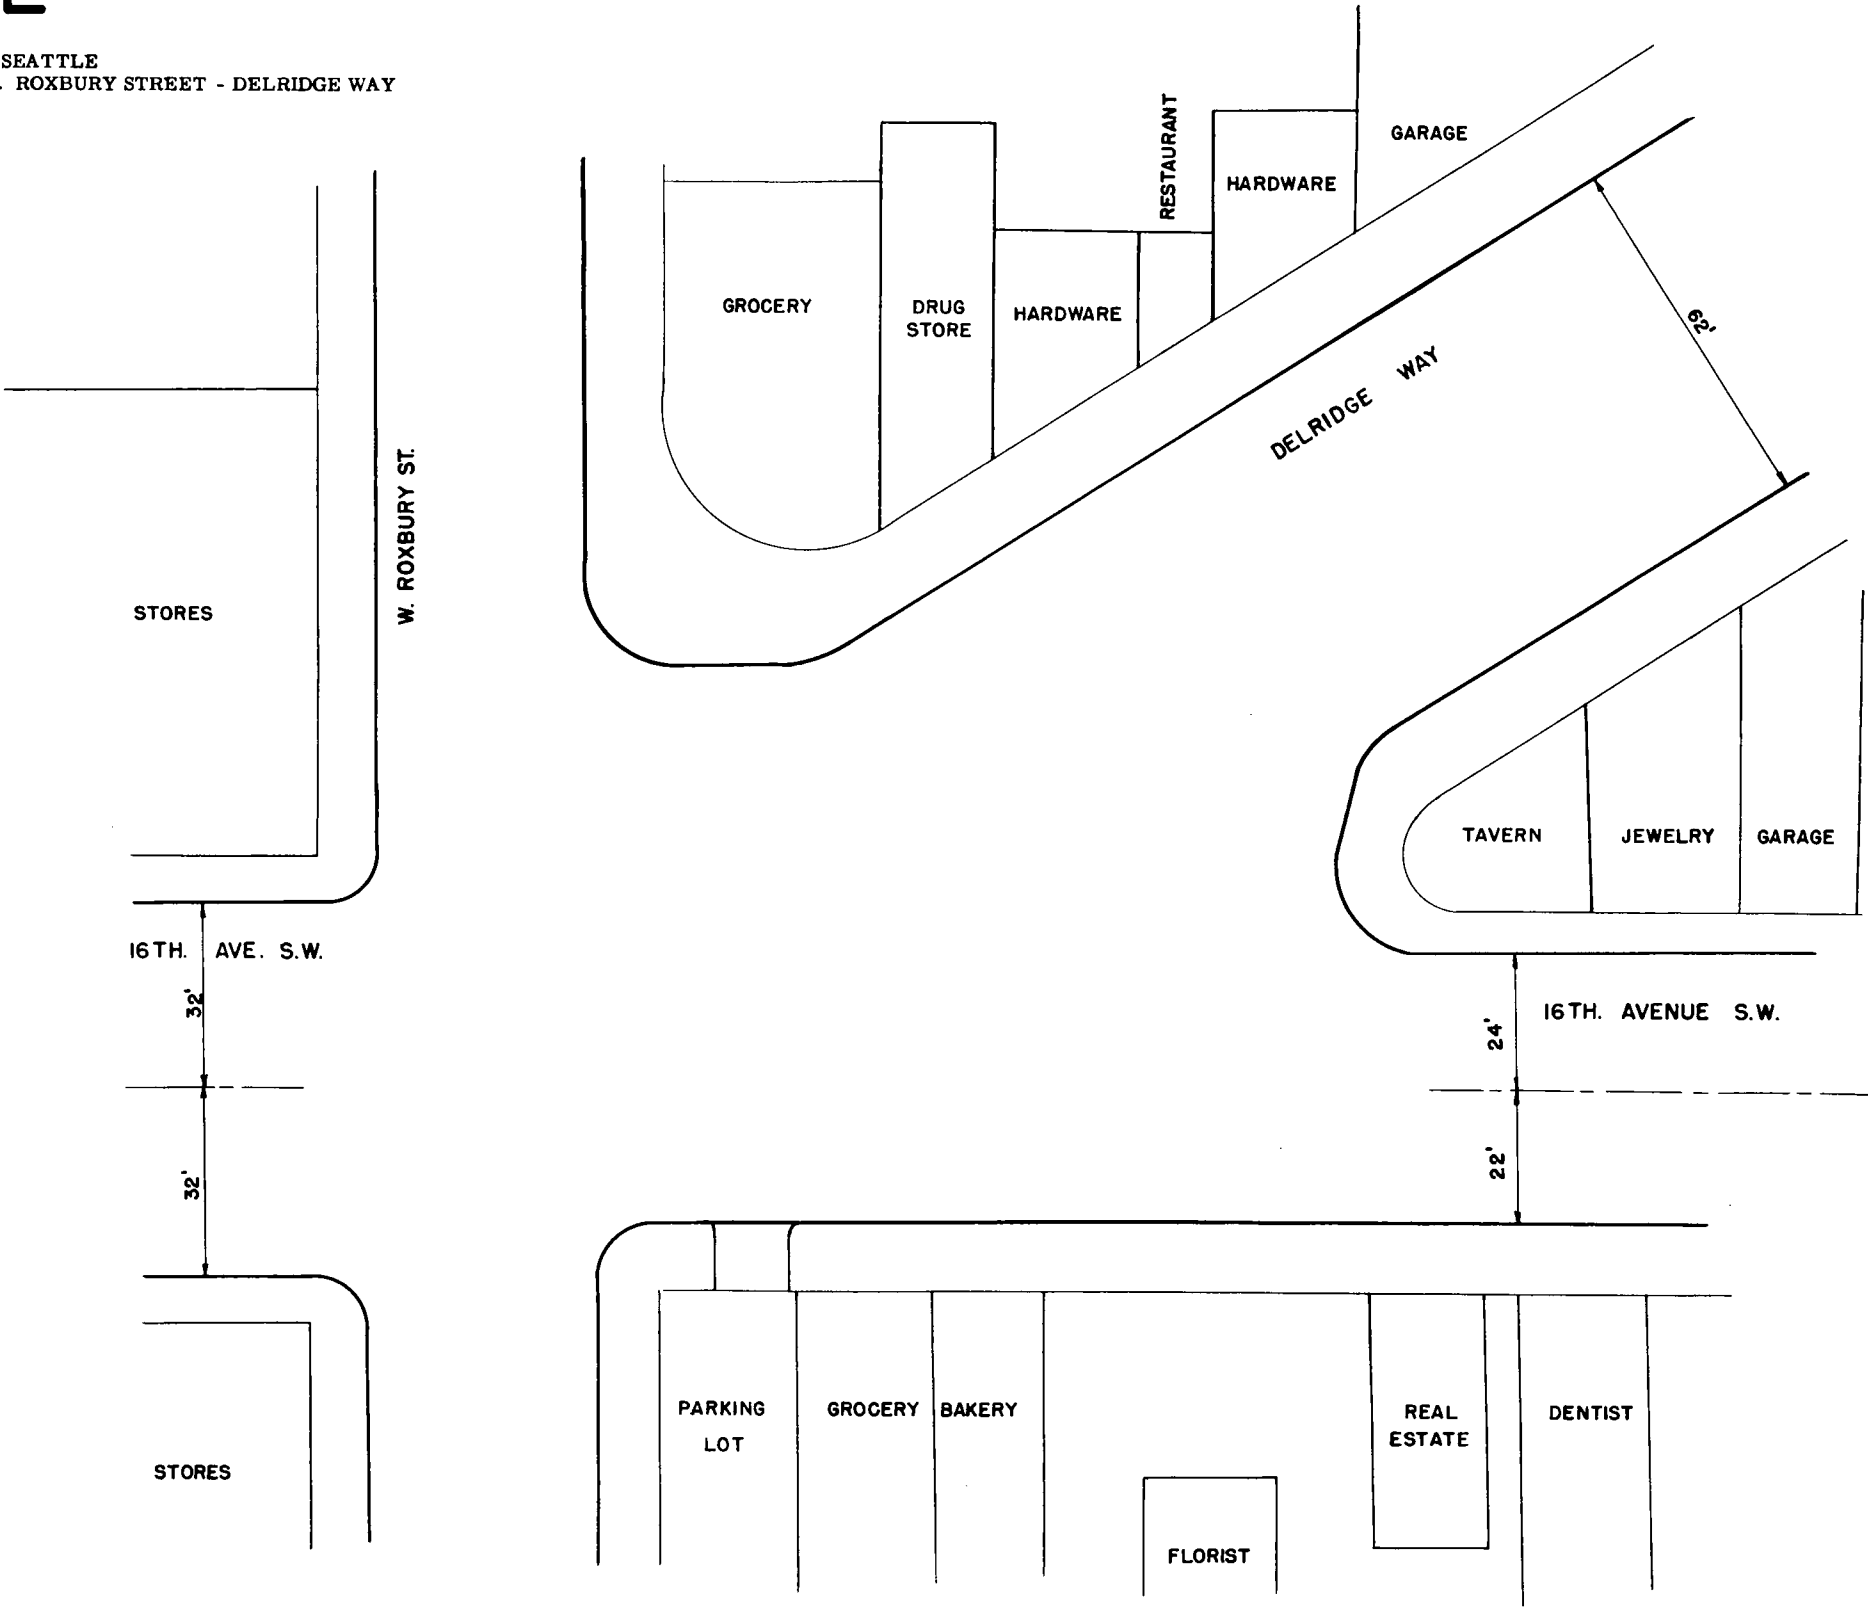 SEATTLE
. ROXBURY STREET - DELRIDGE WAY
RESTAURANT
GARAGE
HARDWARE
GROCERY
DRUG
STORE
HARDWARE
62'
DELRIDGE WAY
W. ROXBURY ST.
STORES
TAVERN
JEWELRY
GARAGE
16TH. AVE. S.W.
32'
24'
16TH. AVENUE S.W.
32'
22'
PARKING
LOT
GROCERY
BAKERY
REAL
ESTATE
DENTIST
STORES
FLORIST